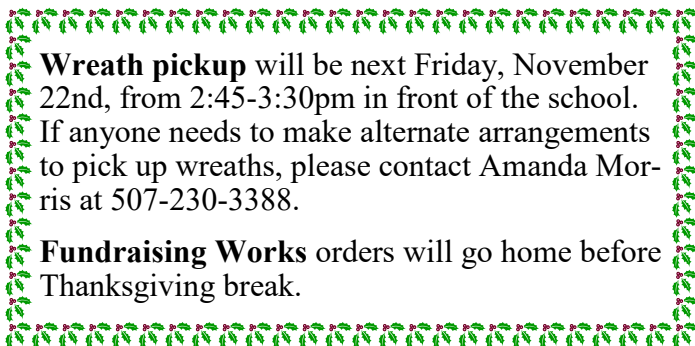 Wreath pickup will be next Friday, November
22nd, from 2:45-3:30pm in front of the school.
If anyone needs to make alternate arrangements
to pick up wreaths, please contact Amanda Mor-
ris at 507-230-3388.
Fundraising Works orders will go home before
Thanksgiving break.